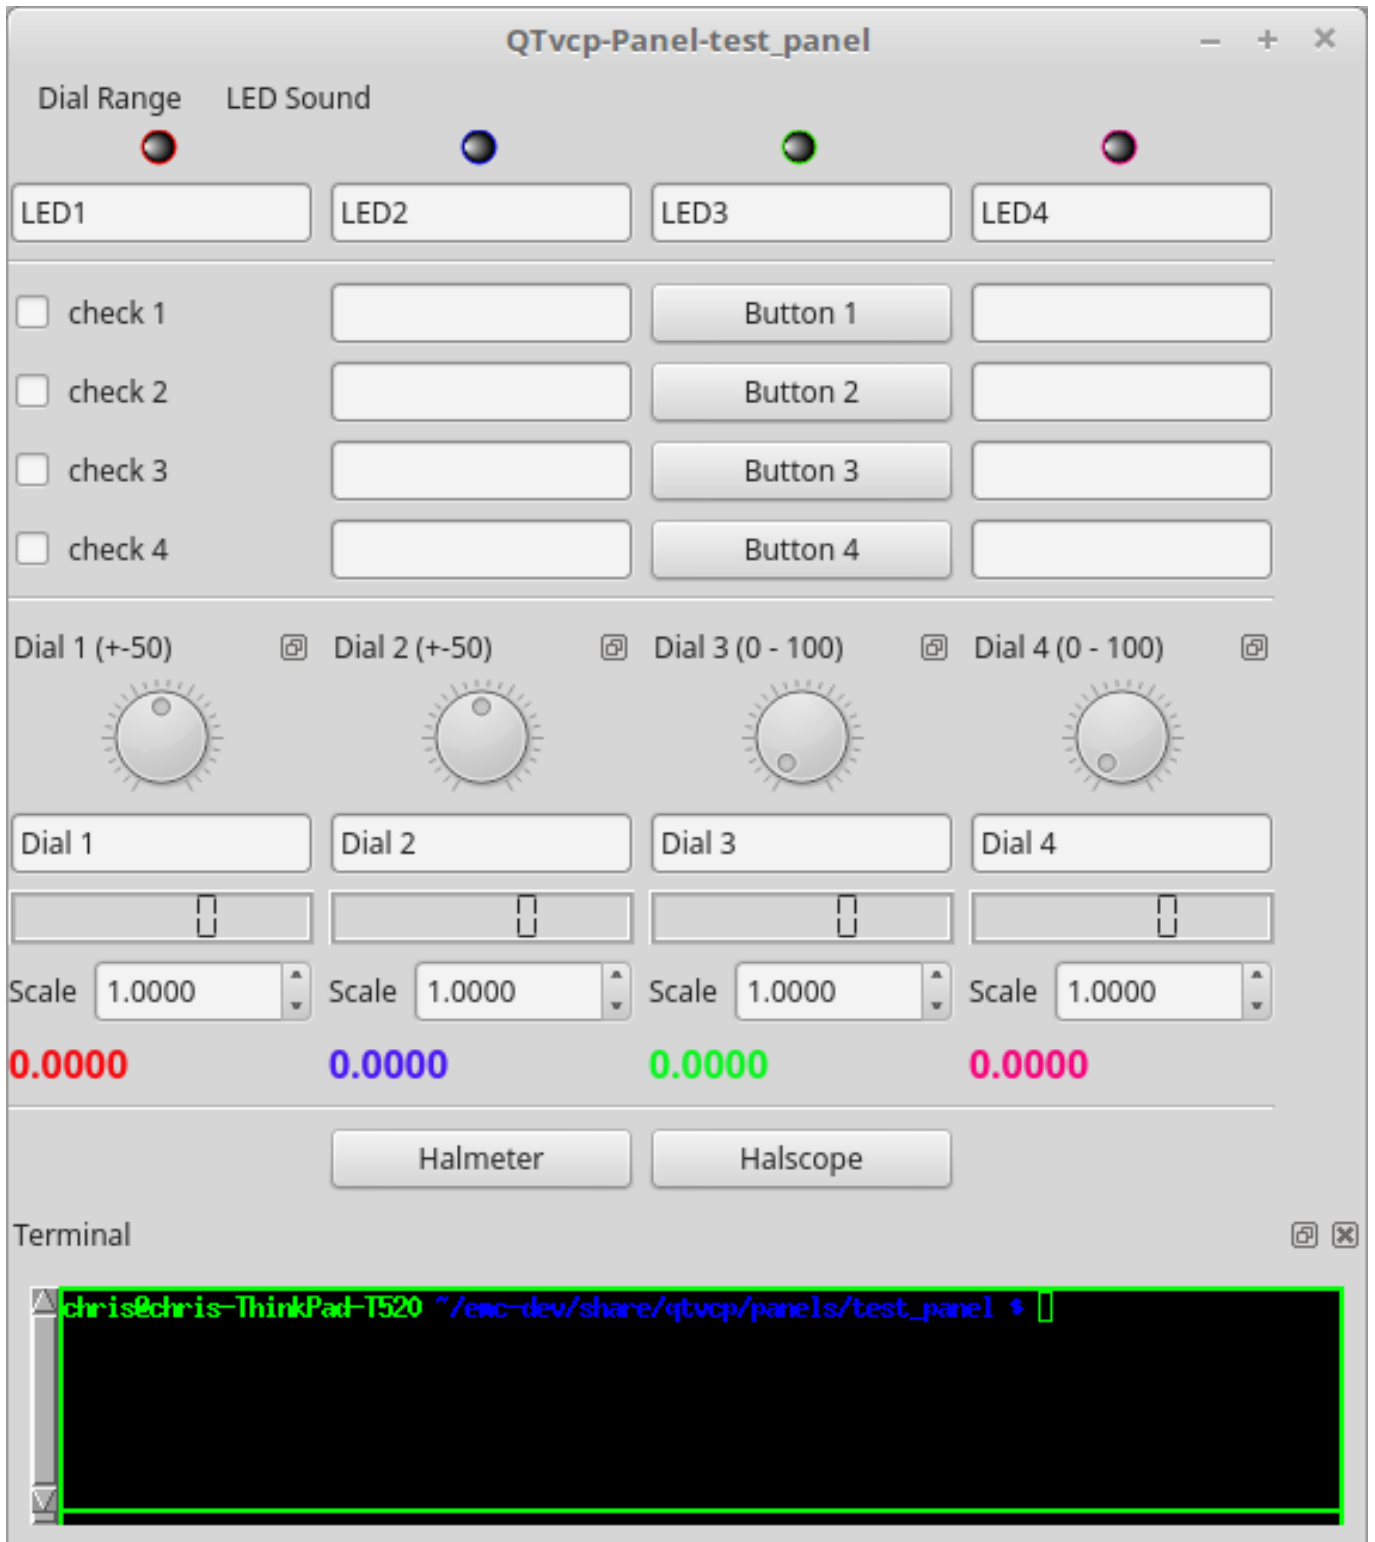 QTvcp-Panel-test_panel
Dial Range LED Sound
LED1 LED2 LED3 LED4
check 1 Button 1
check 2 Button 2
check 3 Button 3
check 4 Button 4
Dial 1 (+-50) Dial 2 (+-50) Dial 3 (0 - 100) Dial 4 (0 - 100)
Dial 1 Dial 2 Dial 3 Dial 4
0 0 0 0
Scale 1.0000 Scale 1.0000 Scale 1.0000 Scale 1.0000
0.0000 0.0000 0.0000 0.0000
Halmeter Halscope
Terminal
chris@chris-ThinkPad-T520 ~/emc-dev/share/qtvcp/panels/test_panel $